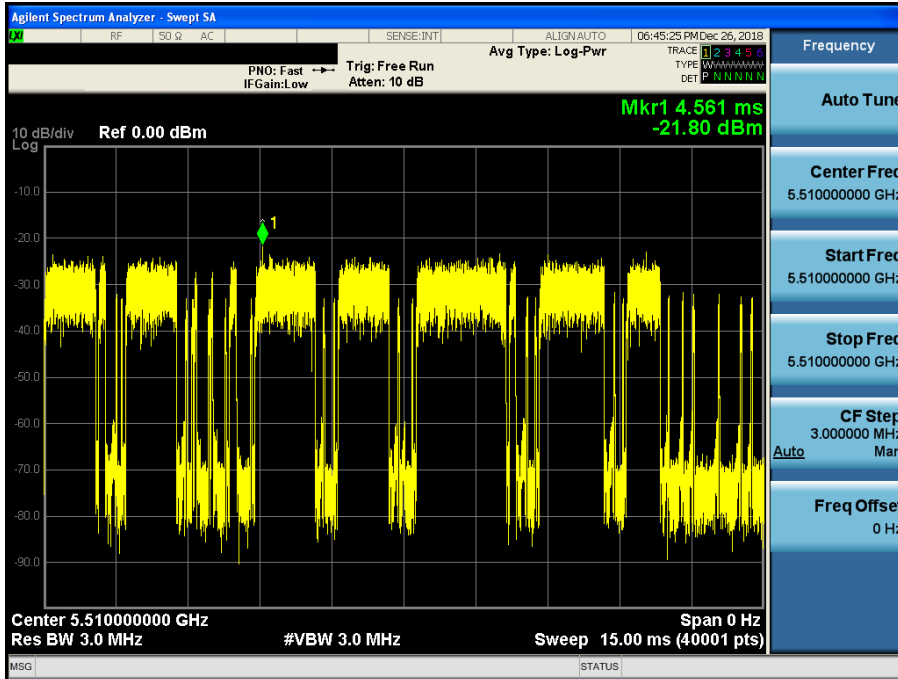 Agilent Spectrum Analyzer - Swept SA
LXI RF 50 Ω AC SENSE:INT ALIGNAUTO 06:45:25 PM Dec 26, 2018
Frequency
Avg Type: Log-Pwr
TRACE 1 2 3 4 5 6
PNO: Fast Trig: Free Run
TYPE WWWWWWW
IFGain:Low Atten: 10 dB
DET P N N N N N
Auto Tune
Mkr1 4.561 ms
10 dB/div Ref 0.00 dBm -21.80 dBm
Log
Center Freq
5.510000000 GHz
-10.0
1
-20.0
Start Freq
5.510000000 GHz
-30.0
-40.0
Stop Freq
5.510000000 GHz
-50.0
CF Step
3.000000 MHz
Auto Man
-60.0
-70.0
Freq Offset
0 Hz
-80.0
-90.0
Center 5.510000000 GHz Span 0 Hz
Res BW 3.0 MHz #VBW 3.0 MHz Sweep 15.00 ms (40001 pts)
MSG STATUS